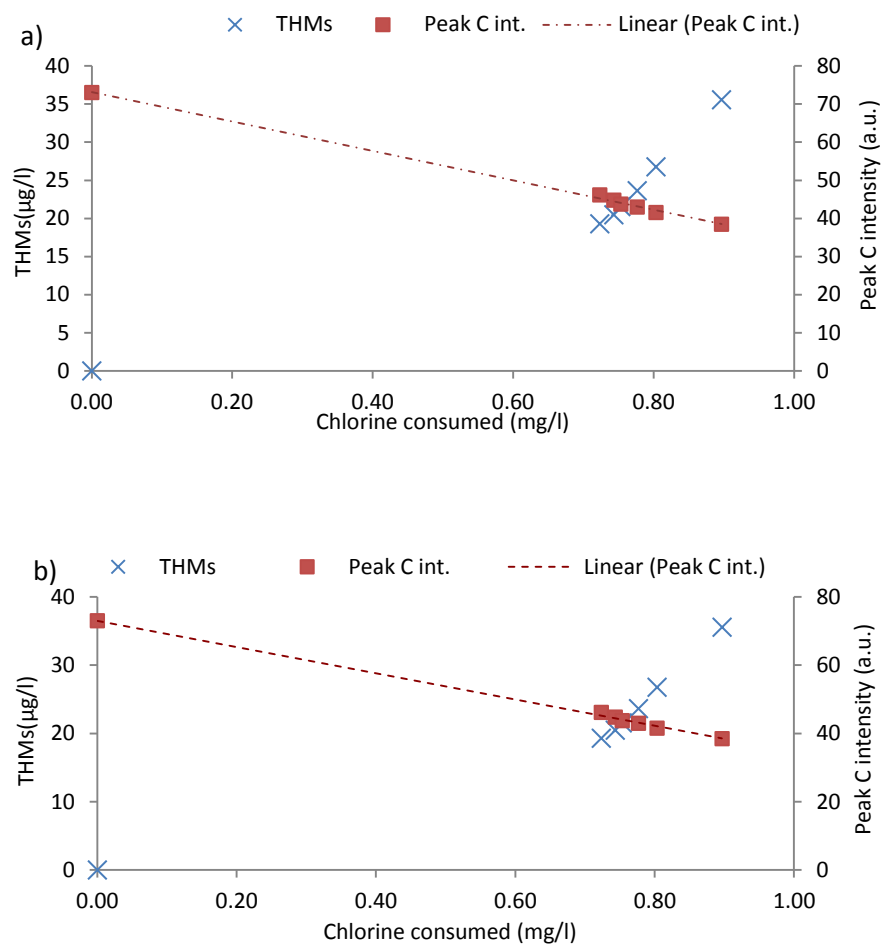 a)
THMs Peak C int. Linear (Peak C int.)
40 80
35 70
30 60
25 50
20 40
15 30
10 20
5 10
0 0
THMs(µg/l)
Peak C intensity (a.u.)
0.00 0.20 0.40 0.60 0.80 1.00
Chlorine consumed (mg/l)
b)
THMs Peak C int. Linear (Peak C int.)
40 80
30 60
20 40
10 20
0 0
THMs(µg/l)
Peak C intensity (a.u.)
0.00 0.20 0.40 0.60 0.80 1.00
Chlorine consumed (mg/l)